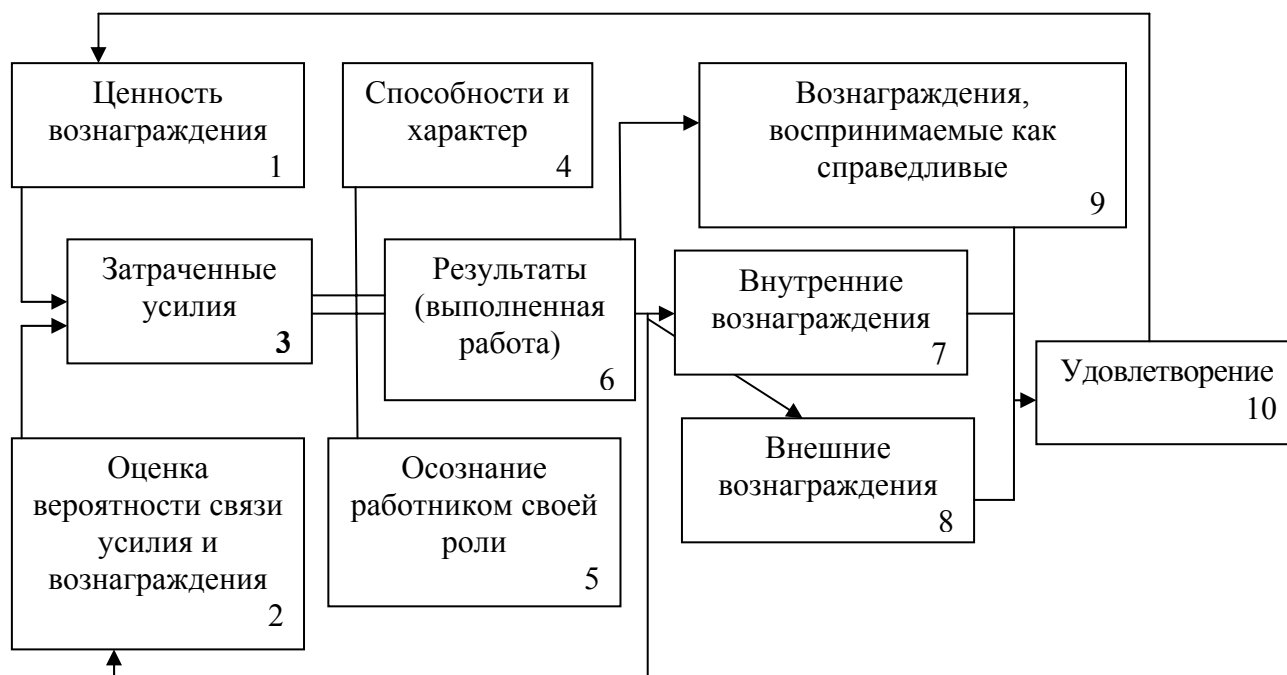 Ценность
вознаграждения
1
Способности и
характер
4
Вознаграждения,
воспринимаемые как
справедливые
9
Затраченные
усилия
3
Результаты
(выполненная
работа)
6
Внутренние
вознаграждения
7
Удовлетворение
10
Оценка
вероятности связи
усилия и
вознаграждения
2
Осознание
работником своей
роли
5
Внешние
вознаграждения
8